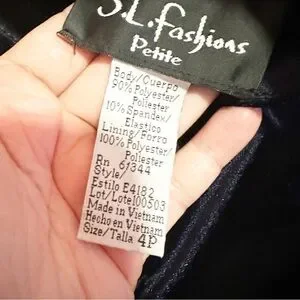 S.L. Fashions
Petite
Body/Cuerpo
90% Polyester/
Poliester
10% Spandex/
Elastico
Lining/Forro
100% Polyester/
Poliester
Rn 61344
Style/
Estilo E4182
Lot/Lote100503
Made in Vietnam
Hecho en Vietnam
Size/Talla 4P